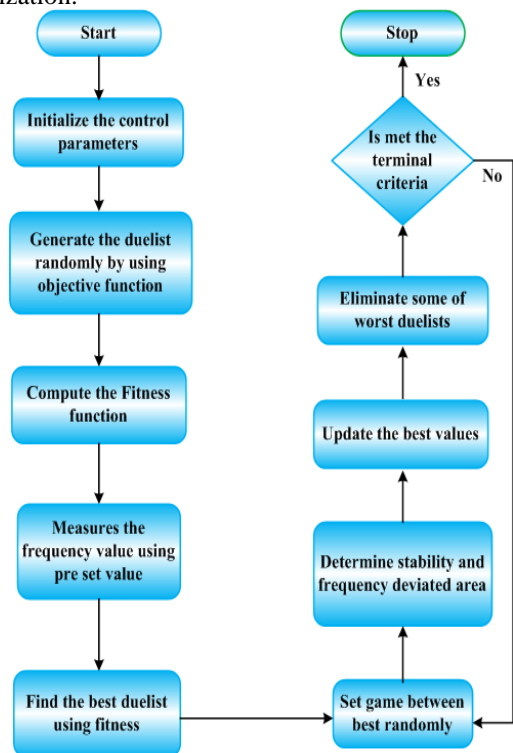 ization.
Start
Initialize the control
parameters
Generate the duelist
randomly by using
objective function
Compute the Fitness
function
Measures the
frequency value using
pre set value
Find the best duelist
using fitness
Set game between
best randomly
Determine stability and
frequency deviated area
Update the best values
Eliminate some of
worst duelists
Is met the
terminal
criteria
No
Yes
Stop